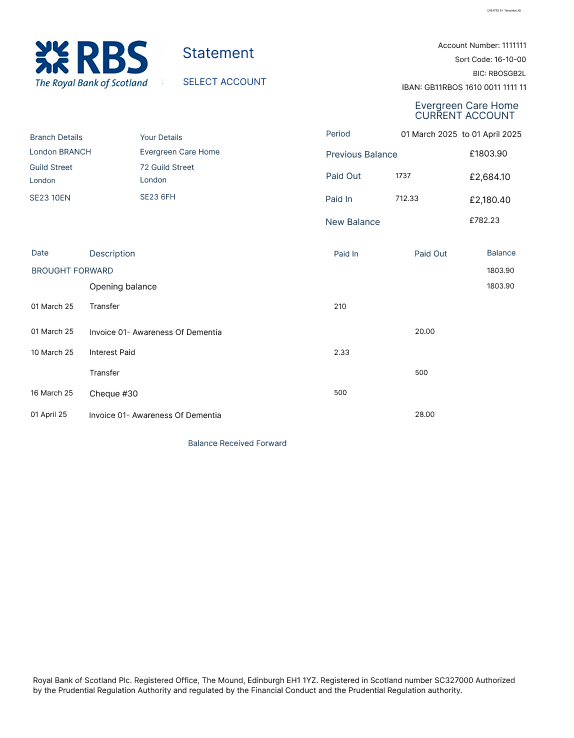 CREATED BY TemplateLAB
RBS
The Royal Bank of Scotland
Statement
SELECT ACCOUNT
Account Number: 1111111
Sort Code: 16-10-00
BIC: RBOSGB2L
IBAN: GB11RBOS 1610 0011 1111 11
Evergreen Care Home
CURRENT ACCOUNT
Branch Details
London BRANCH
Guild Street
London
SE23 10EN
Your Details
Evergreen Care Home
72 Guild Street
London
SE23 6FH
Period 01 March 2025 to 01 April 2025
Previous Balance £1803.90
Paid Out 1737 £2,684.10
Paid In 712.33 £2,180.40
New Balance £782.23
Date Description Paid In Paid Out Balance
BROUGHT FORWARD 1803.90
Opening balance 1803.90
01 March 25 Transfer 210
01 March 25 Invoice 01- Awareness Of Dementia 20.00
10 March 25 Interest Paid 2.33
Transfer 500
16 March 25 Cheque #30 500
01 April 25 Invoice 01- Awareness Of Dementia 28.00
Balance Received Forward
Royal Bank of Scotland Plc. Registered Office, The Mound, Edinburgh EH1 1YZ. Registered in Scotland number SC327000 Authorized
by the Prudential Regulation Authority and regulated by the Financial Conduct and the Prudential Regulation authority.